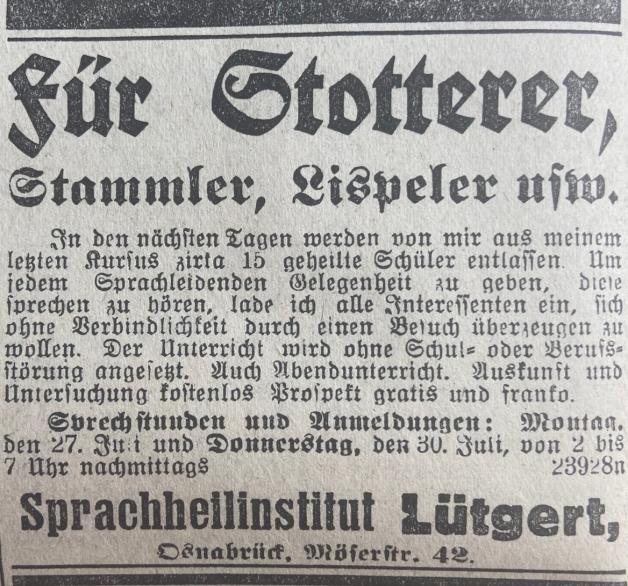 Für Stotterer,
Stammler, Lispeler usw.
In den nächsten Tagen werden von mir aus meinem
letzten Kursus zirka 15 geheilte Schüler entlassen. Um
jedem Sprachleidenden Gelegenheit zu geben, diese
sprechen zu hören, lade ich alle Interessenten ein, sich
ohne Verbindlichkeit durch einen Besuch überzeugen zu
wollen. Der Unterricht wird ohne Schul- oder Berufs-
störung angesetzt. Auch Abendunterricht. Auskunft und
Untersuchung kostenlos Prospekt gratis und franko.
Sprechstunden und Anmeldungen: Montag,
den 27. Juli und Donnerstag, den 30. Juli, von 2 bis
7 Uhr nachmittags 23928n
Sprachheilinstitut Lütgert,
Osnabrück, Möserstr. 42.